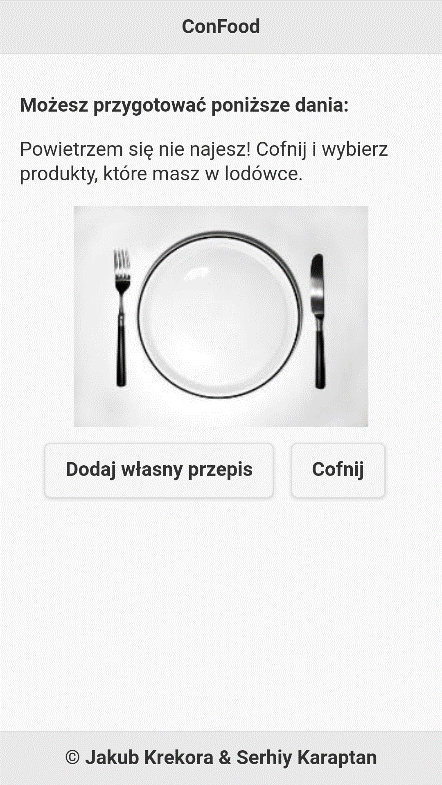 ConFood
Możesz przygotować poniższe dania:
Powietrzem się nie najesz! Cofnij i wybierz
produkty, które masz w lodówce.
Dodaj własny przepis
Cofnij
© Jakub Krekora & Serhiy Karaptan